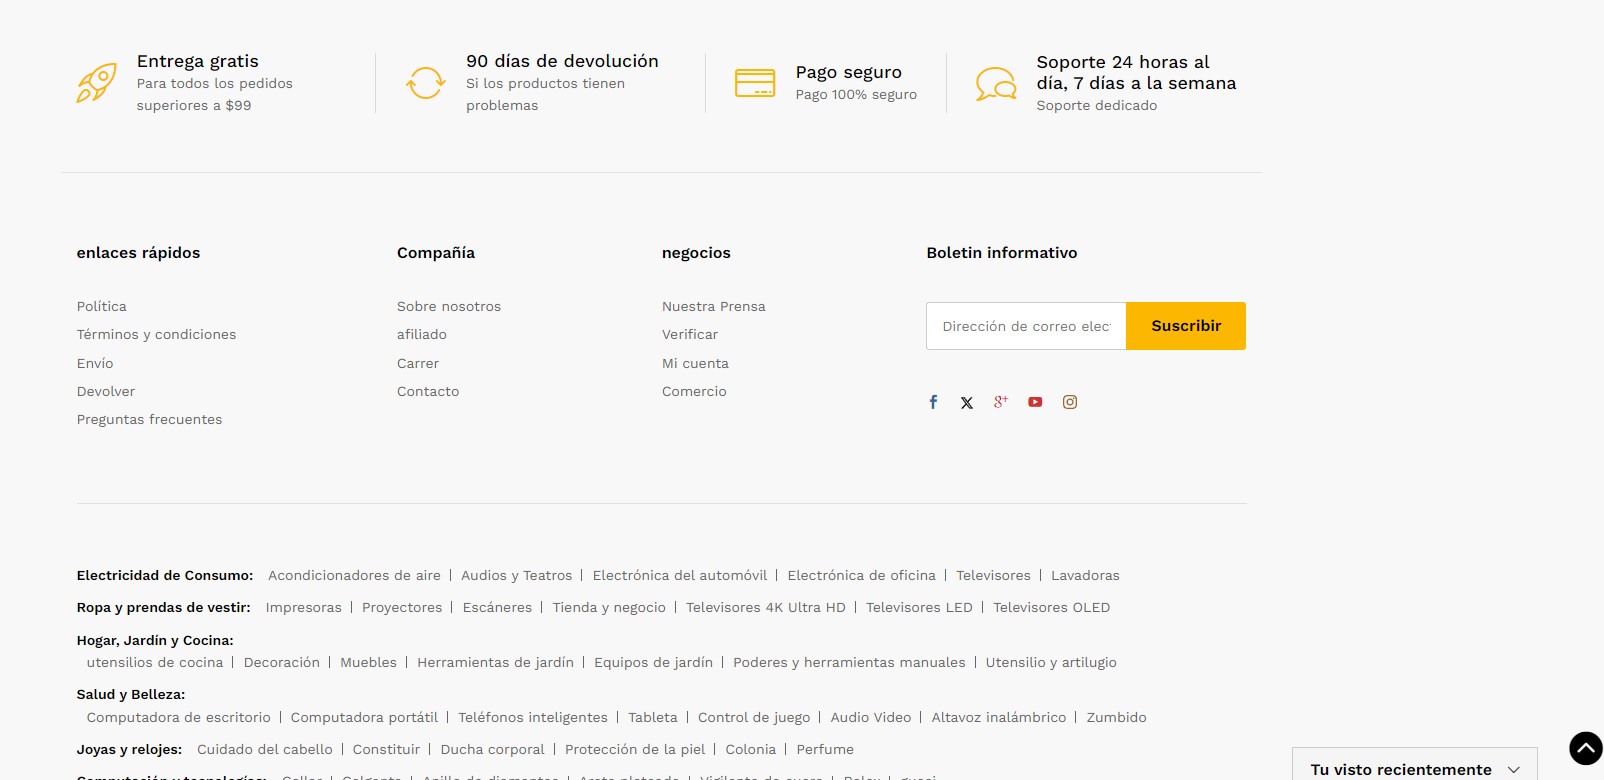 Entrega gratis
Para todos los pedidos
superiores a $99
90 días de devolución
Si los productos tienen
problemas
Pago seguro
Pago 100% seguro
Soporte 24 horas al
día, 7 días a la semana
Soporte dedicado
enlaces rápidos
Política
Términos y condiciones
Envío
Devolver
Preguntas frecuentes
Compañía
Sobre nosotros
afiliado
Carrer
Contacto
negocios
Nuestra Prensa
Verificar
Mi cuenta
Comercio
Boletin informativo
Dirección de correo elec
Suscribir
Electricidad de Consumo: Acondicionadores de aire | Audios y Teatros | Electrónica del automóvil | Electrónica de oficina | Televisores | Lavadoras
Ropa y prendas de vestir: Impresoras | Proyectores | Escáneres | Tienda y negocio | Televisores 4K Ultra HD | Televisores LED | Televisores OLED
Hogar, Jardín y Cocina:
utensilios de cocina | Decoración | Muebles | Herramientas de jardín | Equipos de jardín | Poderes y herramientas manuales | Utensilio y artilugio
Salud y Belleza:
Computadora de escritorio | Computadora portátil | Teléfonos inteligentes | Tableta | Control de juego | Audio Video | Altavoz inalámbrico | Zumbido
Joyas y relojes: Cuidado del cabello | Constituir | Ducha corporal | Protección de la piel | Colonia | Perfume
Tu visto recientemente